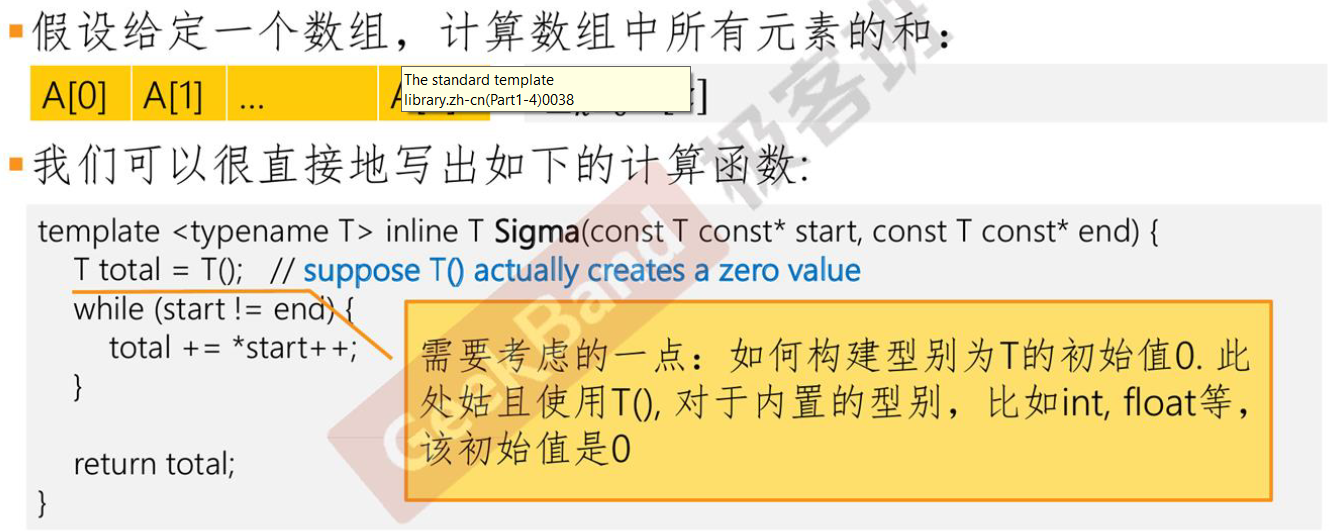 假设给定一个数组，计算数组中所有元素的和：
A[0] A[1] ...
The standard template
library.zh-cn(Part1-4)0038
我们可以很直接地写出如下的计算函数:
template <typename T> inline T Sigma(const T const* start, const T const* end) {
T total = T(); // suppose T() actually creates a zero value
while (start != end) {
total += *start++;
}
return total;
}
需要考虑的一点：如何构建型别为T的初始值0. 此
处姑且使用T(), 对于内置的型别，比如int, float等，
该初始值是0
GeekBand 极客班